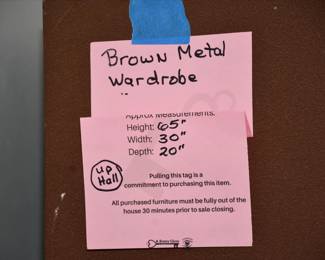 Brown Metal
Wardrobe
Approx Measurements:
Height: 65"
Width: 30"
Depth: 20"
up
Hall
Pulling this tag is a
commitment to purchasing this item.
All purchased furniture must be fully out of the
house 30 minutes prior to sale closing.